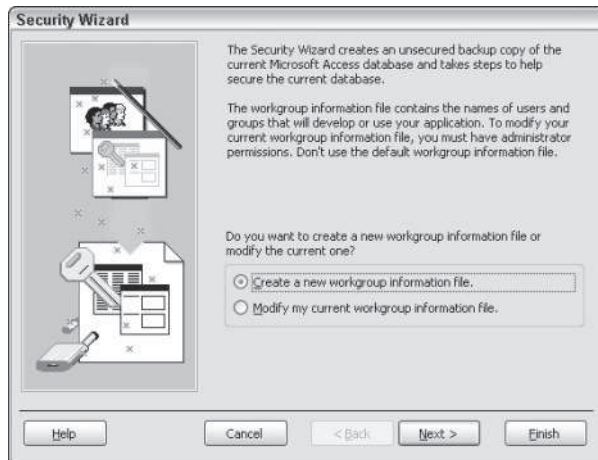 Security Wizard
The Security Wizard creates an unsecured backup copy of the
current Microsoft Access database and takes steps to help
secure the current database.
The workgroup information file contains the names of users and
groups that will develop or use your application. To modify your
current workgroup information file, you must have administrator
permissions. Don't use the default workgroup information file.
Do you want to create a new workgroup information file or
modify the current one?
Create a new workgroup information file.
Modify my current workgroup information file.
Help Cancel < Back Next > Finish